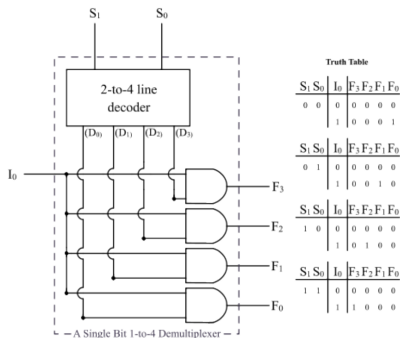 S₁ S₀
2-to-4 line
decoder
(D₀) (D₁) (D₂) (D₃)
I₀
F₃
F₂
F₁
F₀
A Single Bit 1-to-4 Demultiplexer
Truth Table
S₁ S₀ I₀ F₃ F₂ F₁ F₀
0 0 0 0 0 0 0
1 0 0 0 1
S₁ S₀ I₀ F₃ F₂ F₁ F₀
0 1 0 0 0 0 0
1 0 0 1 0
S₁ S₀ I₀ F₃ F₂ F₁ F₀
1 0 0 0 0 0 0
1 0 1 0 0
S₁ S₀ I₀ F₃ F₂ F₁ F₀
1 1 0 0 0 0 0
1 1 0 0 0